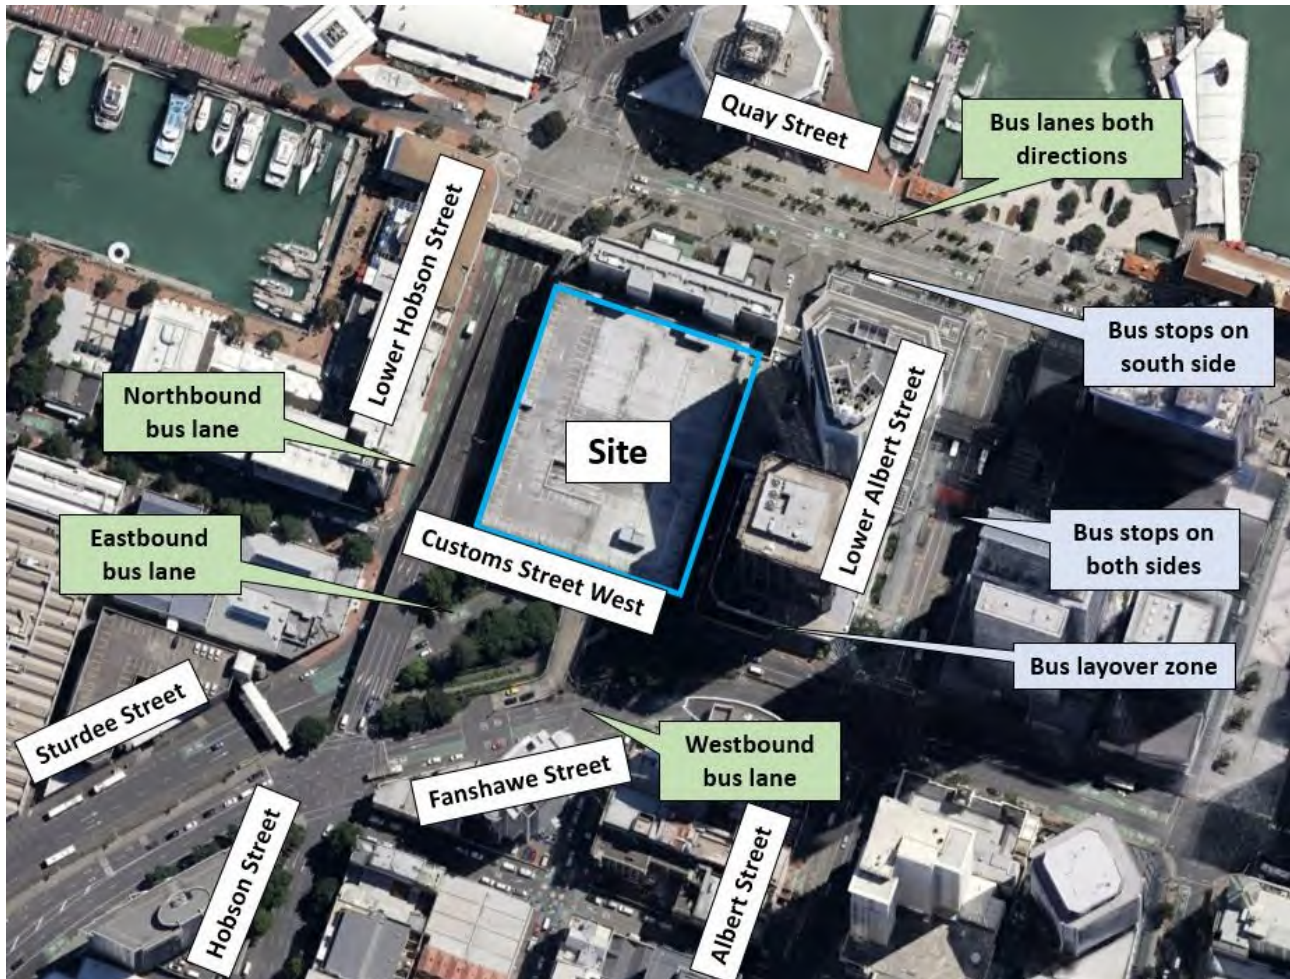 Quay Street
Bus lanes both
directions
Lower Hobson Street
Bus stops on
south side
Northbound
bus lane
Site
Lower Albert Street
Eastbound
bus lane
Customs Street West
Bus stops on
both sides
Bus layover zone
Sturdee Street
Fanshawe Street
Westbound
bus lane
Hobson Street
Albert Street